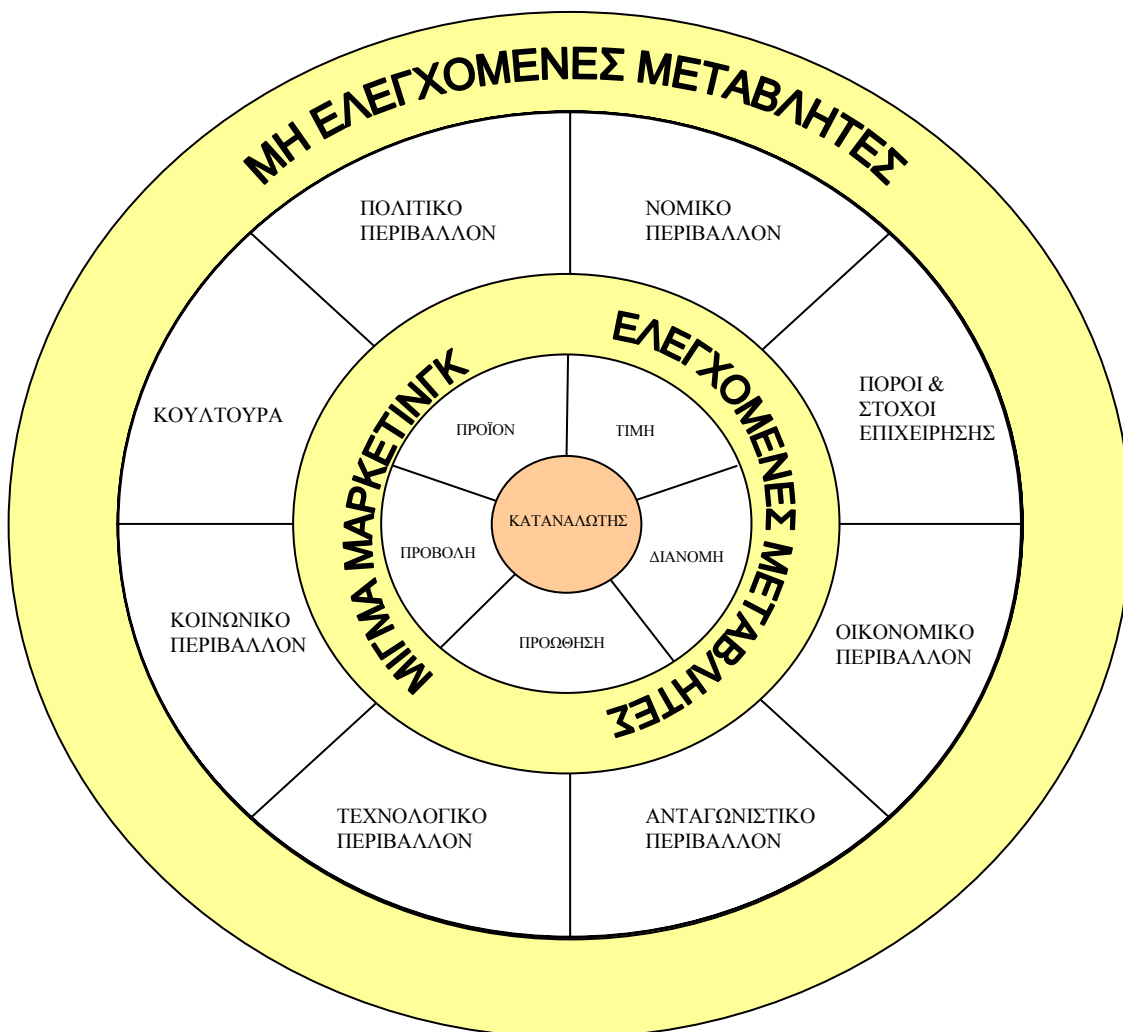 ΜΗ ΕΛΕΓΧΟΜΕΝΕΣ ΜΕΤΑΒΛΗΤΕΣ
ΠΟΛΙΤΙΚΟ
ΠΕΡΙΒΑΛΛΟΝ
ΝΟΜΙΚΟ
ΠΕΡΙΒΑΛΛΟΝ
ΚΟΥΛΤΟΥΡΑ
ΠΟΡΟΙ &
ΣΤΟΧΟΙ
ΕΠΙΧΕΙΡΗΣΗΣ
ΜΙΓΜΑ ΜΑΡΚΕΤΙΝΓΚ
ΕΛΕΓΧΟΜΕΝΕΣ ΜΕΤΑΒΛΗΤΕΣ
ΠΡΟΪΟΝ
ΤΙΜΗ
ΚΑΤΑΝΑΛΩΤΗΣ
ΠΡΟΒΟΛΗ
ΔΙΑΝΟΜΗ
ΠΡΟΩΘΗΣΗ
ΚΟΙΝΩΝΙΚΟ
ΠΕΡΙΒΑΛΛΟΝ
ΟΙΚΟΝΟΜΙΚΟ
ΠΕΡΙΒΑΛΛΟΝ
ΤΕΧΝΟΛΟΓΙΚΟ
ΠΕΡΙΒΑΛΛΟΝ
ΑΝΤΑΓΩΝΙΣΤΙΚΟ
ΠΕΡΙΒΑΛΛΟΝ